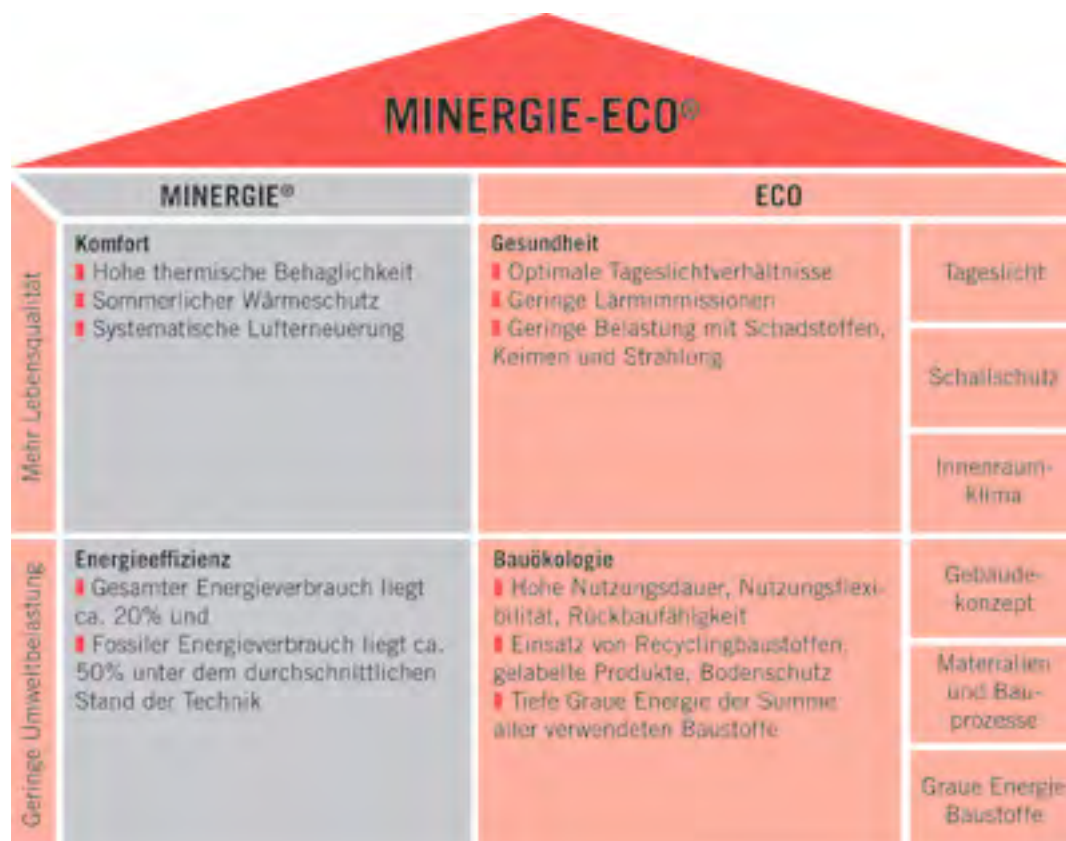 MINERGIE-ECO®
MINERGIE®
ECO
Mehr Lebensqualität
Komfort
Hohe thermische Behaglichkeit
Sommerlicher Wärmeschutz
Systematische Lufterneuerung
Gesundheit
Optimale Tageslichtverhältnisse
Geringe Lärmimmissionen
Geringe Belastung mit Schadstoffen,
Keimen und Strahlung
Tageslicht
Schallschutz
Innenraum-
klima
Geringe Umweltbelastung
Energieeffizienz
Gesamter Energieverbrauch liegt
ca. 20% und
Fossiler Energieverbrauch liegt ca.
50% unter dem durchschnittlichen
Stand der Technik
Bauökologie
Hohe Nutzungsdauer, Nutzungsflexi-
bilität, Rückbaufähigkeit
Einsatz von Recyclingbaustoffen,
gelabelte Produkte, Bodenschutz
Tiefe Graue Energie der Summe
aller verwendeten Baustoffe
Gebäude-
konzept
Materialien
und Bau-
prozesse
Graue Energie
Baustoffe